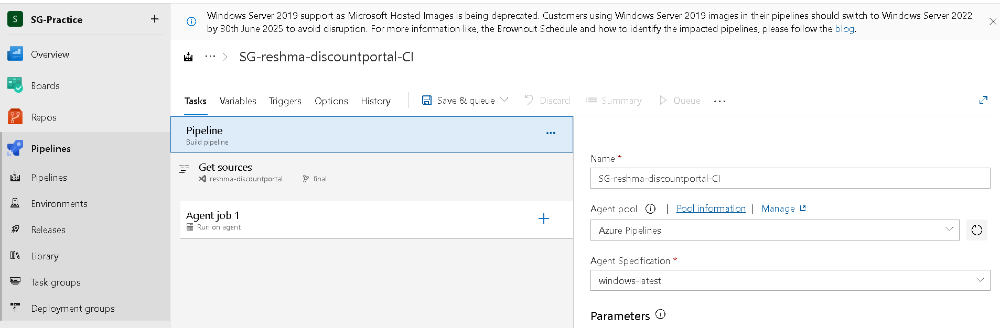 S SG-Practice +
Overview
Boards
Repos
Pipelines
Pipelines
Environments
Releases
Library
Task groups
Deployment groups
Windows Server 2019 support as Microsoft Hosted Images is being deprecated. Customers using Windows Server 2019 images in their pipelines should switch to Windows Server 2022
by 30th June 2025 to avoid disruption. For more information like, the Brownout Schedule and how to identify the impacted pipelines, please follow the blog.
··· > SG-reshma-discountportal-CI
Tasks Variables Triggers Options History Save & queue Discard Summary Queue ...
Pipeline ...
Build pipeline
Get sources
reshma-discountportal final
Agent job 1 +
Run on agent
Name *
SG-reshma-discountportal-CI
Agent pool | Pool information | Manage
Azure Pipelines
Agent Specification *
windows-latest
Parameters